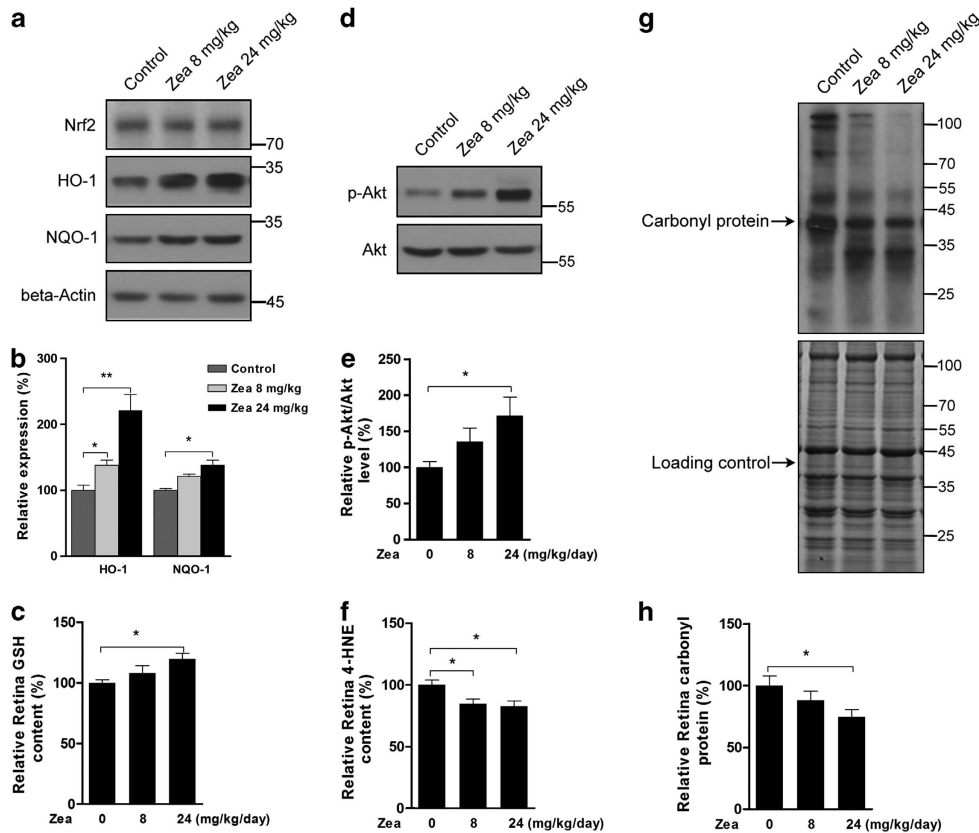 a
Control
Zea 8 mg/kg
Zea 24 mg/kg
Nrf2
70
35
HO-1
35
NQO-1
beta-Actin
45
b
Relative expression (%)
300
200
100
0
**
*
*
Control
Zea 8 mg/kg
Zea 24 mg/kg
HO-1
NQO-1
c
Relative Retina GSH
content (%)
150
100
50
0
*
Zea 0 8 24 (mg/kg/day)
d
Control
Zea 8 mg/kg
Zea 24 mg/kg
p-Akt
55
Akt
55
e
Relative p-Akt/Akt
level (%)
250
200
150
100
50
0
*
Zea 0 8 24 (mg/kg/day)
f
Relative Retina 4-HNE
content (%)
150
100
50
0
*
*
Zea 0 8 24 (mg/kg/day)
g
Control
Zea 8 mg/kg
Zea 24 mg/kg
100
70
55
45
Carbonyl protein
35
25
100
70
55
45
Loading control
35
25
h
Relative Retina carbonyl
protein (%)
150
100
50
0
*
Zea 0 8 24 (mg/kg/day)